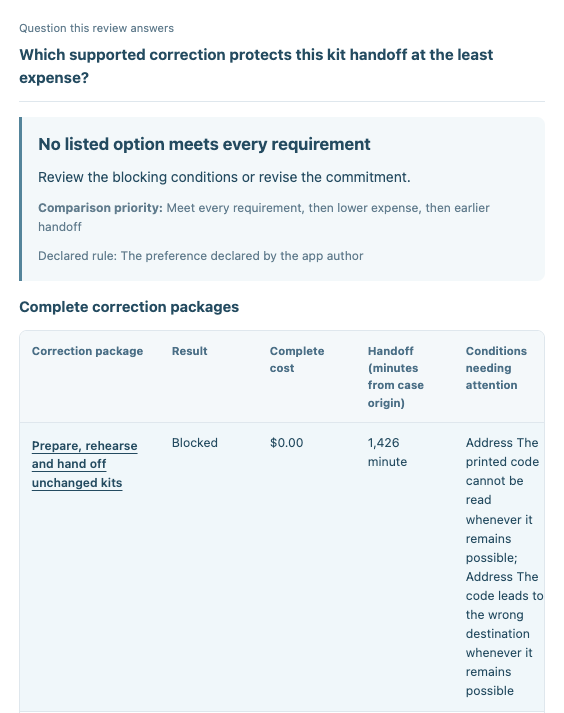 Question this review answers
Which supported correction protects this kit handoff at the least
expense?
No listed option meets every requirement
Review the blocking conditions or revise the commitment.
Comparison priority: Meet every requirement, then lower expense, then earlier
handoff
Declared rule: The preference declared by the app author
Complete correction packages
Correction package
Result
Complete
cost
Handoff
(minutes
from case
origin)
Conditions
needing
attention
Prepare, rehearse
and hand off
unchanged kits
Blocked
$0.00
1,426
minute
Address The
printed code
cannot be
read
whenever it
remains
possible;
Address The
code leads to
the wrong
destination
whenever it
remains
possible